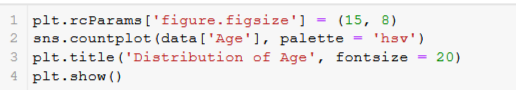 1 plt.rcParams['figure.figsize'] = (15, 8)
2 sns.countplot(data['Age'], palette = 'hsv')
3 plt.title('Distribution of Age', fontsize = 20)
4 plt.show()